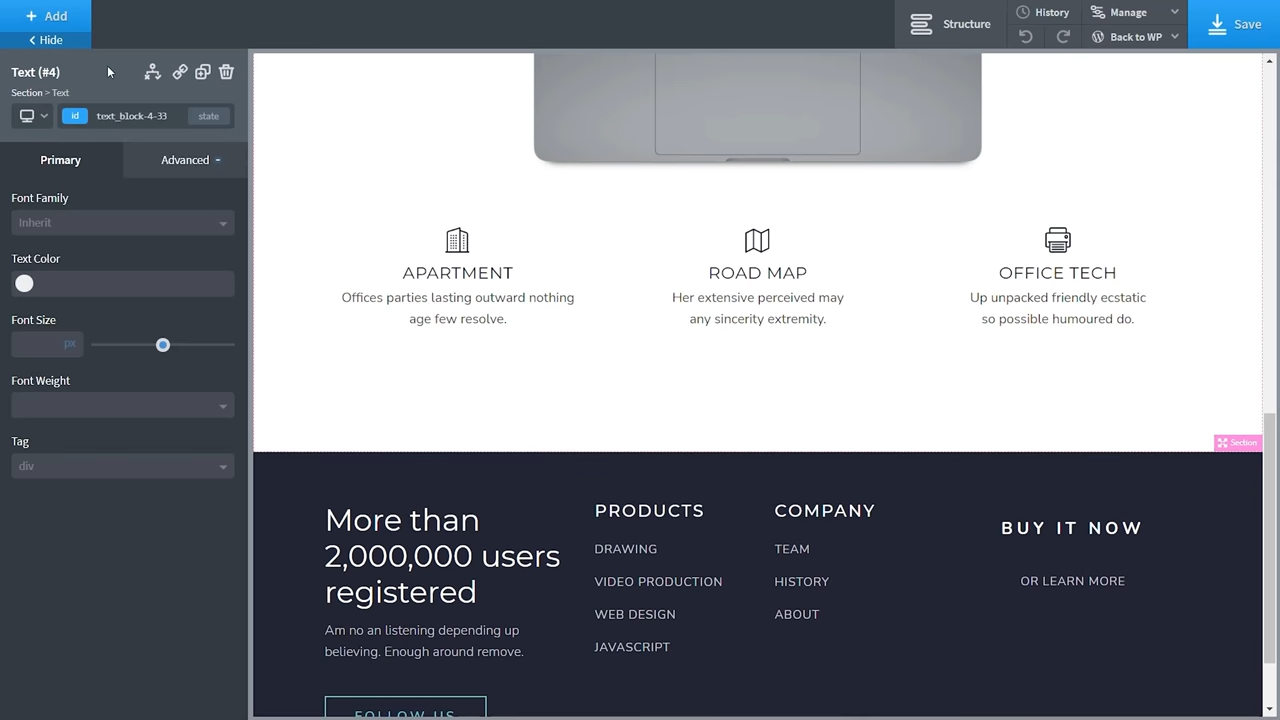 Add
Hide
Structure
History
Manage
Back to WP
Save
Text (#4)
Section > Text
id
text_block-4-33
state
Primary
Advanced
Font Family
Inherit
Text Color
Font Size
px
Font Weight
Tag
div
APARTMENT
Offices parties lasting outward nothing
age few resolve.
ROAD MAP
Her extensive perceived may
any sincerity extremity.
OFFICE TECH
Up unpacked friendly ecstatic
so possible humoured do.
Section
More than
2,000,000 users
registered
Am no an listening depending up
believing. Enough around remove.
FOLLOW US
PRODUCTS
DRAWING
VIDEO PRODUCTION
WEB DESIGN
JAVASCRIPT
COMPANY
TEAM
HISTORY
ABOUT
BUY IT NOW
OR LEARN MORE